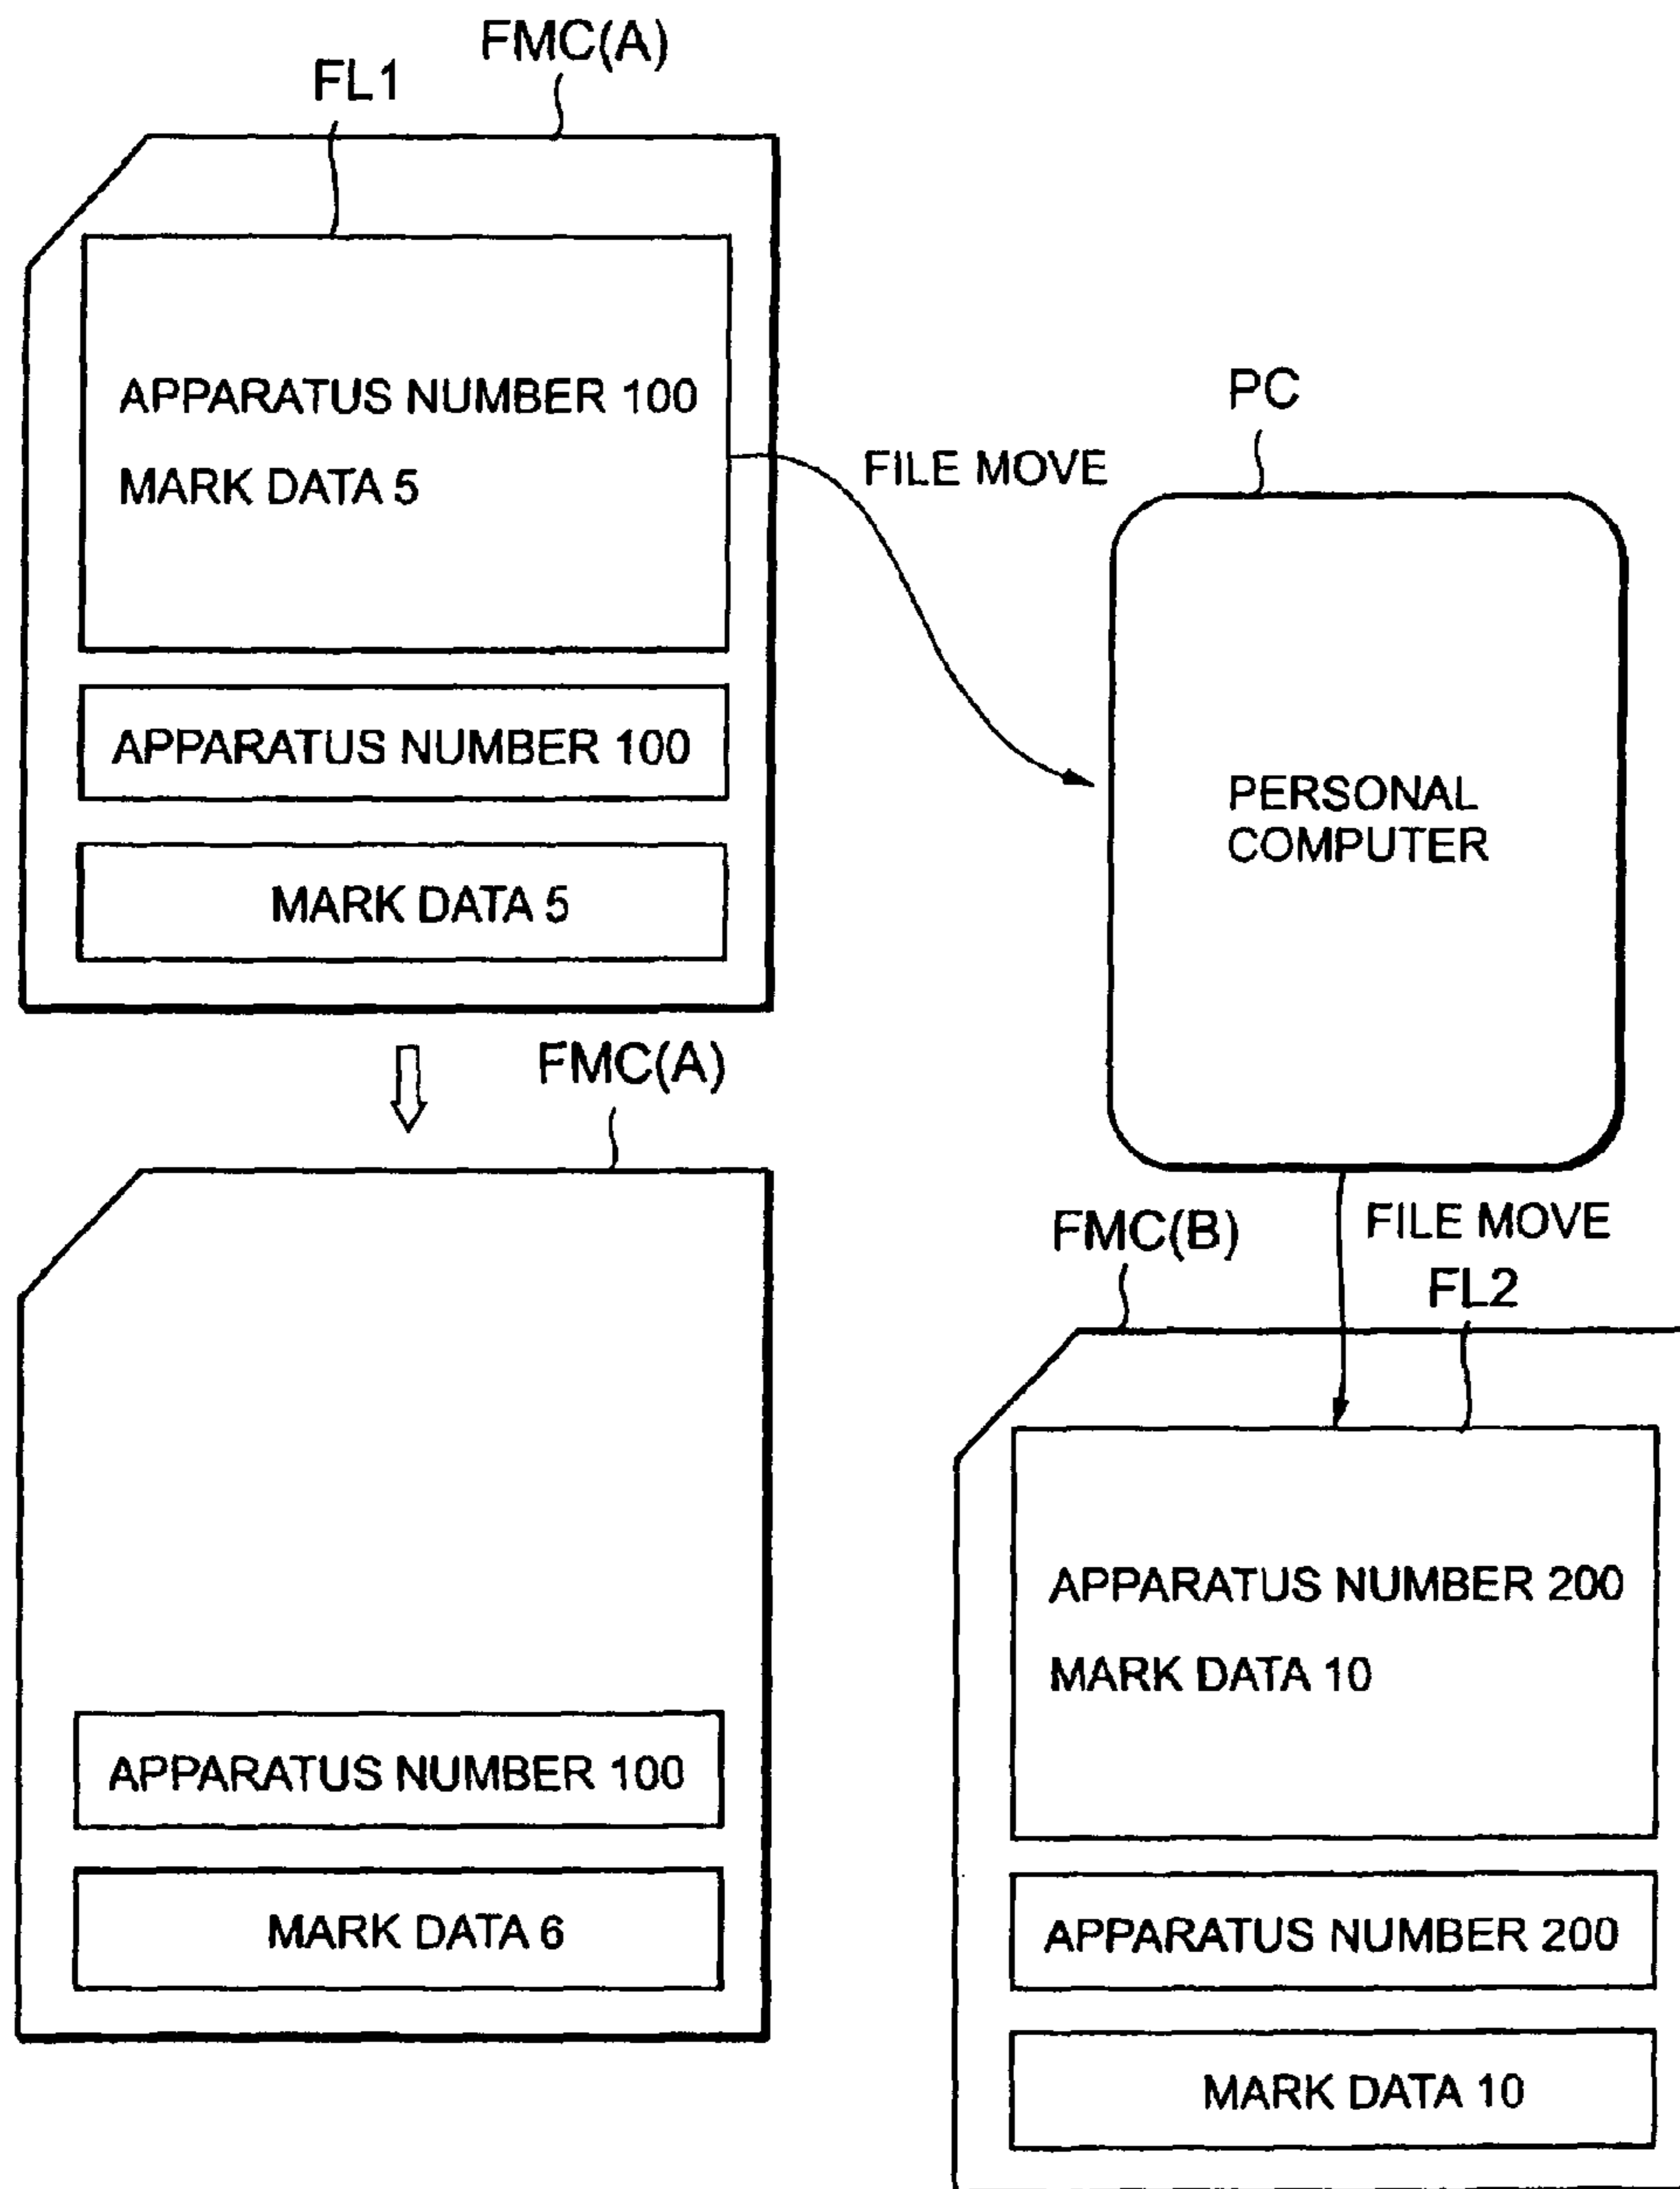 FMC(A)
FL1
APPARATUS NUMBER 100
MARK DATA 5
APPARATUS NUMBER 100
MARK DATA 5
FILE MOVE
PC
PERSONAL
COMPUTER
FMC(A)
APPARATUS NUMBER 100
MARK DATA 6
FILE MOVE
FMC(B)
FL2
APPARATUS NUMBER 200
MARK DATA 10
APPARATUS NUMBER 200
MARK DATA 10